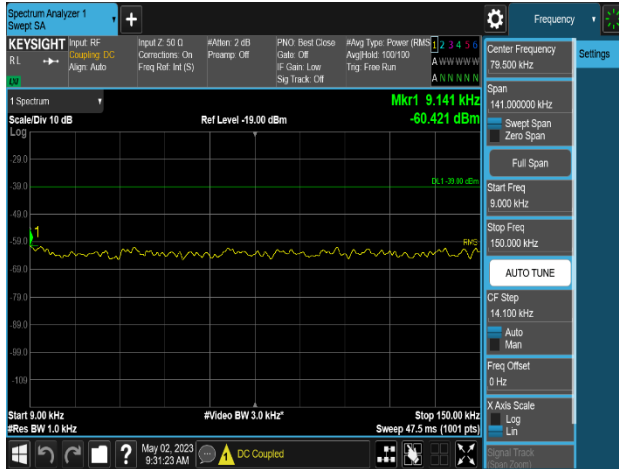 Spectrum Analyzer 1
Swept SA
Frequency
KEYSIGHT
RL
Input: RF
Coupling: DC
Align: Auto
Input Z: 50 Ω
Corrections: On
Freq Ref: Int (S)
#Atten: 2 dB
Preamp: Off
PNO: Best Close
Gate: Off
IF Gain: Low
Sig Track: Off
#Avg Type: Power (RMS
Avg|Hold: 100/100
Trig: Free Run
1 2 3 4 5 6
A W W W W W
A N N N N N
1 Spectrum
Scale/Div 10 dB
Log
Ref Level -19.00 dBm
Mkr1 9.141 kHz
-60.421 dBm
-29.0
-39.0
-49.0
-59.0
-69.0
-79.0
-89.0
-99.0
-109
DL1 -39.00 dBm
1
RMS
Start 9.00 kHz
#Res BW 1.0 kHz
#Video BW 3.0 kHz*
Stop 150.00 kHz
Sweep 47.5 ms (1001 pts)
Center Frequency
79.500 kHz
Settings
Span
141.000000 kHz
Swept Span
Zero Span
Full Span
Start Freq
9.000 kHz
Stop Freq
150.000 kHz
AUTO TUNE
CF Step
14.100 kHz
Auto
Man
Freq Offset
0 Hz
X Axis Scale
Log
Lin
Signal Track
(Span Zoom)
?
May 02, 2023
9:31:23 AM
DC Coupled